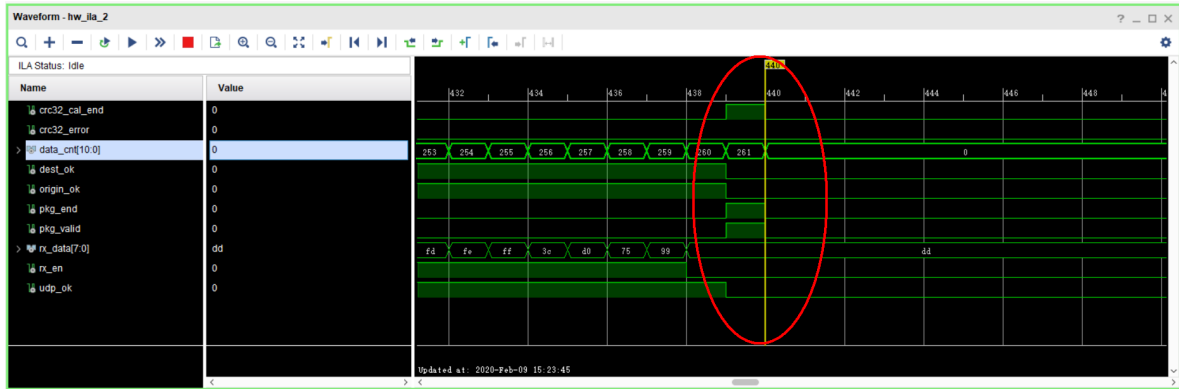 Waveform - hw_ila_2
ILA Status: Idle
Name Value
440
432 434 436 438 440 442 444 446 448
crc32_cal_end 0
crc32_error 0
data_cnt[10:0] 0 253 254 255 256 257 258 259 260 261 0
dest_ok 0
origin_ok 0
pkg_end 0
pkg_valid 0
rx_data[7:0] dd fd fe ff 3c d0 75 99 dd
rx_en 0
udp_ok 0
Updated at: 2020-Feb-09 15:23:45